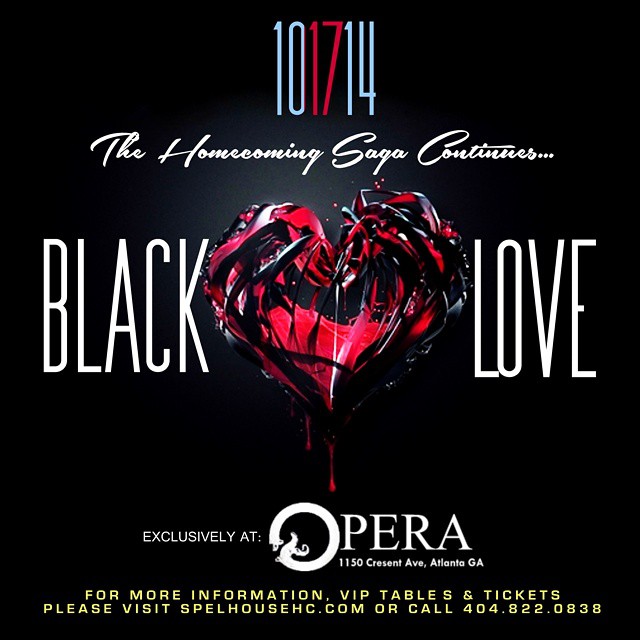 101714
The Homecoming Saga Continues...
BLACK LOVE
EXCLUSIVELY AT: OPERA
1150 Cresent Ave, Atlanta GA
FOR MORE INFORMATION, VIP TABLES & TICKETS
PLEASE VISIT SPELHOUSEHC.COM OR CALL 404.822.0838